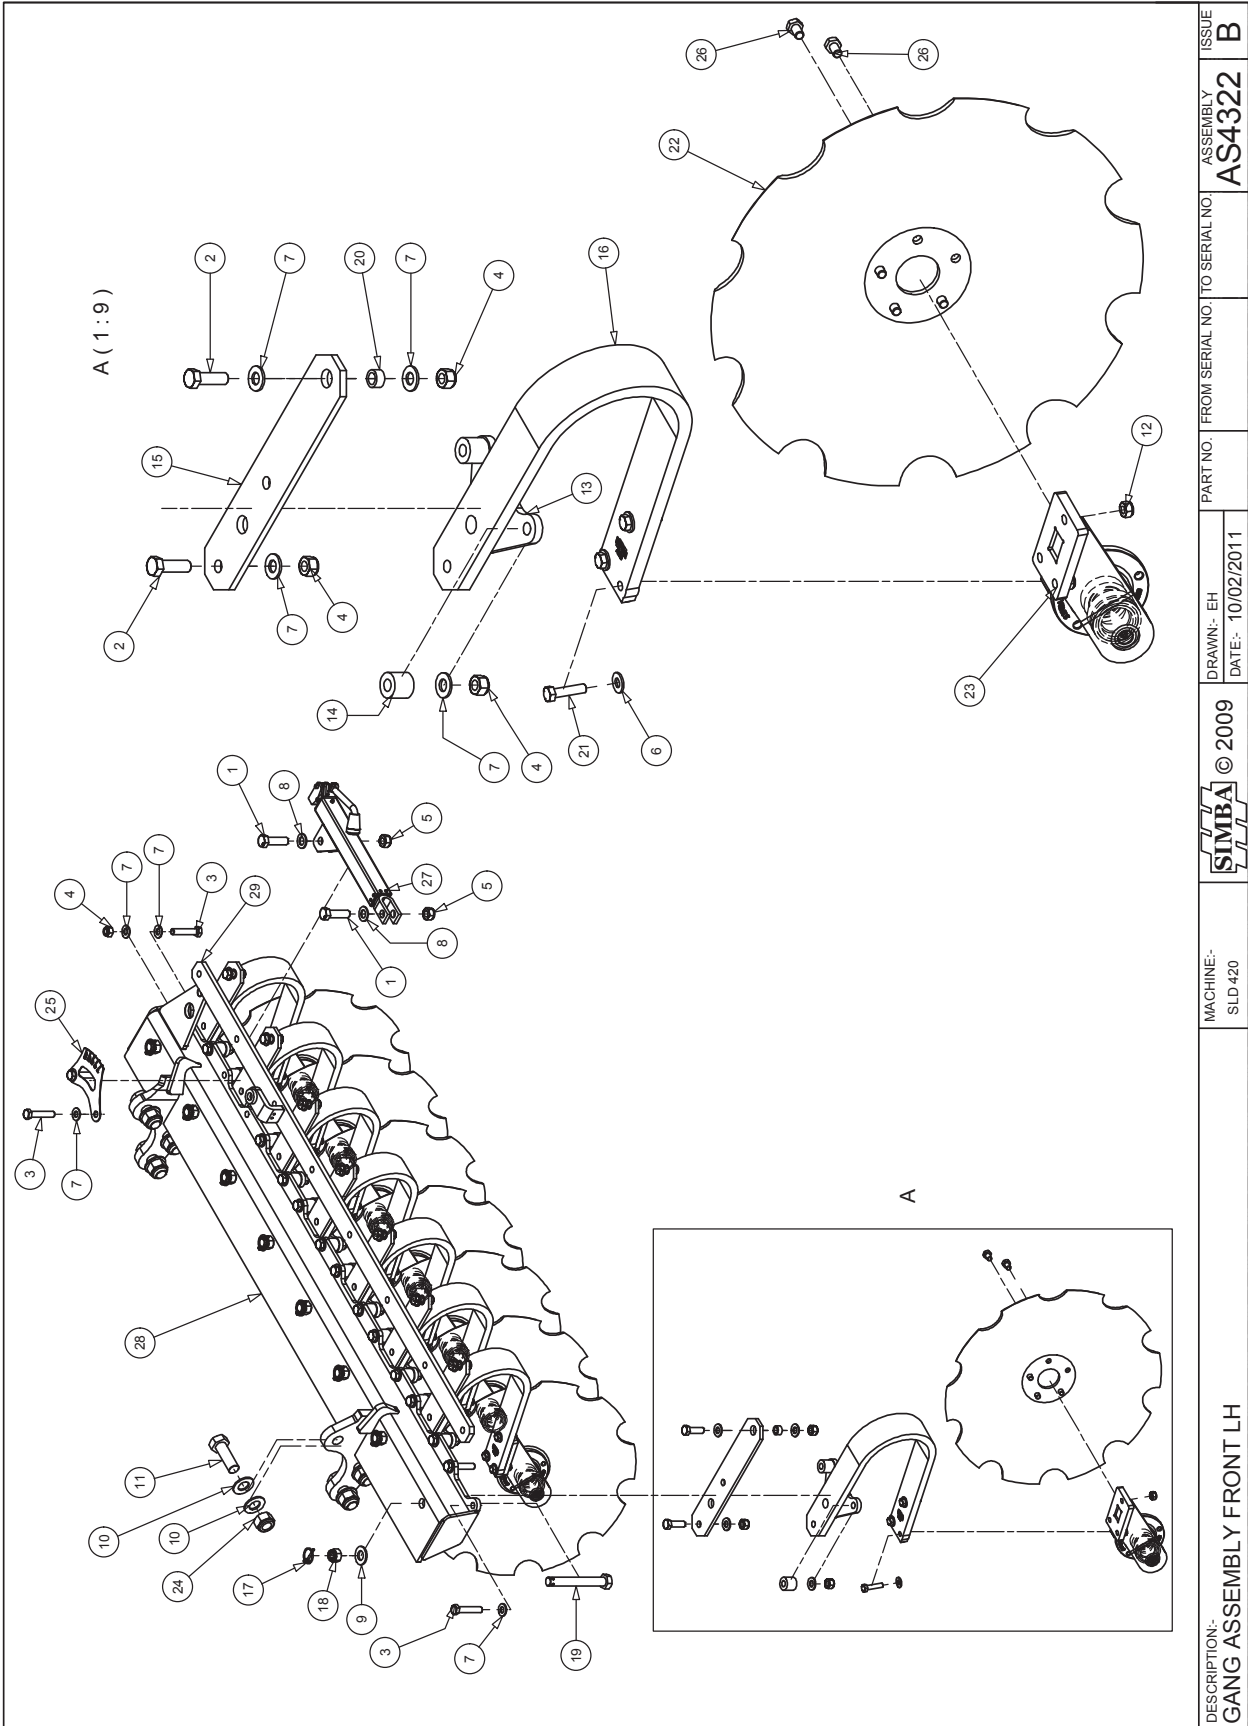 A ( 1 : 9 )
26
26
22
2
7
20
7
4
16
15
13
12
2
7
4
14
7
4
21
6
23
1
8
5
27
5
8
1
4
7
7
3
29
25
3
7
28
11
10
10
24
17
18
9
3
7
19
A
DESCRIPTION:-
GANG ASSEMBLY FRONT LH
MACHINE:-
SLD 420
SIMBA © 2009
DRAWN:- EH
DATE:- 10/02/2011
PART NO.
FROM SERIAL NO.
TO SERIAL NO.
ASSEMBLY
AS4322
ISSUE
B